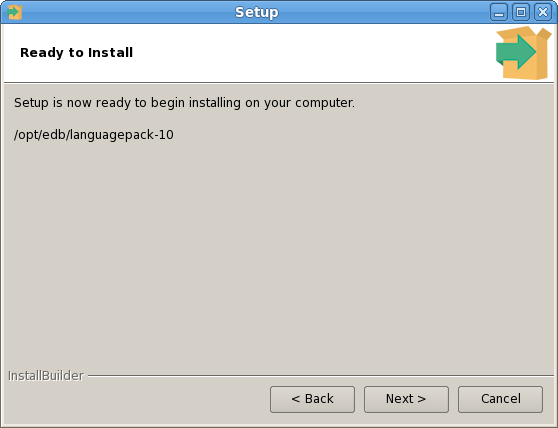 Setup
Ready to Install
Setup is now ready to begin installing on your computer.
/opt/edb/languagepack-10
InstallBuilder
< Back Next > Cancel